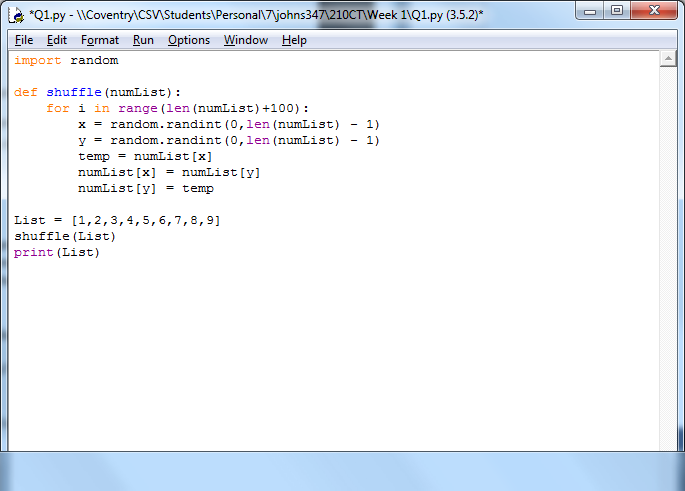 *Q1.py - \\Coventry\CSV\Students\Personal\7\johns347\210CT\Week 1\Q1.py (3.5.2)*
File Edit Format Run Options Window Help
import random

def shuffle(numList):
    for i in range(len(numList)+100):
        x = random.randint(0,len(numList) - 1)
        y = random.randint(0,len(numList) - 1)
        temp = numList[x]
        numList[x] = numList[y]
        numList[y] = temp

List = [1,2,3,4,5,6,7,8,9]
shuffle(List)
print(List)